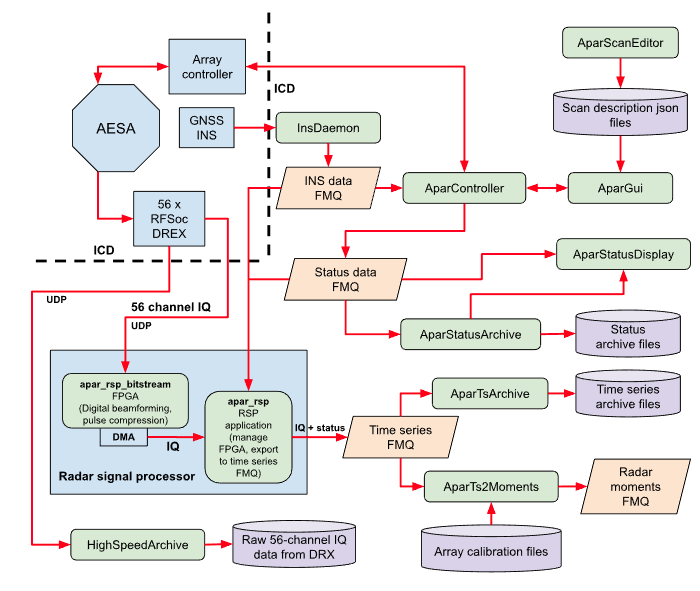 AparScanEditor
Array
controller
ICD
Scan description json
files
AESA
GNSS
INS
InsDaemon
INS data
FMQ
AparController
AparGui
56 x
RFSoc
DREX
ICD
AparStatusDisplay
Status data
FMQ
UDP
56 channel IQ
UDP
AparStatusArchive
Status
archive files
apar_rsp_bitstream
FPGA
(Digital beamforming,
pulse compression)
DMA
IQ
apar_rsp
RSP
application
(manage
FPGA, export
to time series
FMQ)
Radar signal processor
IQ + status
Time series
FMQ
AparTsArchive
Time series
archive files
AparTs2Moments
Radar
moments
FMQ
Array calibration files
HighSpeedArchive
Raw 56-channel IQ
data from DRX